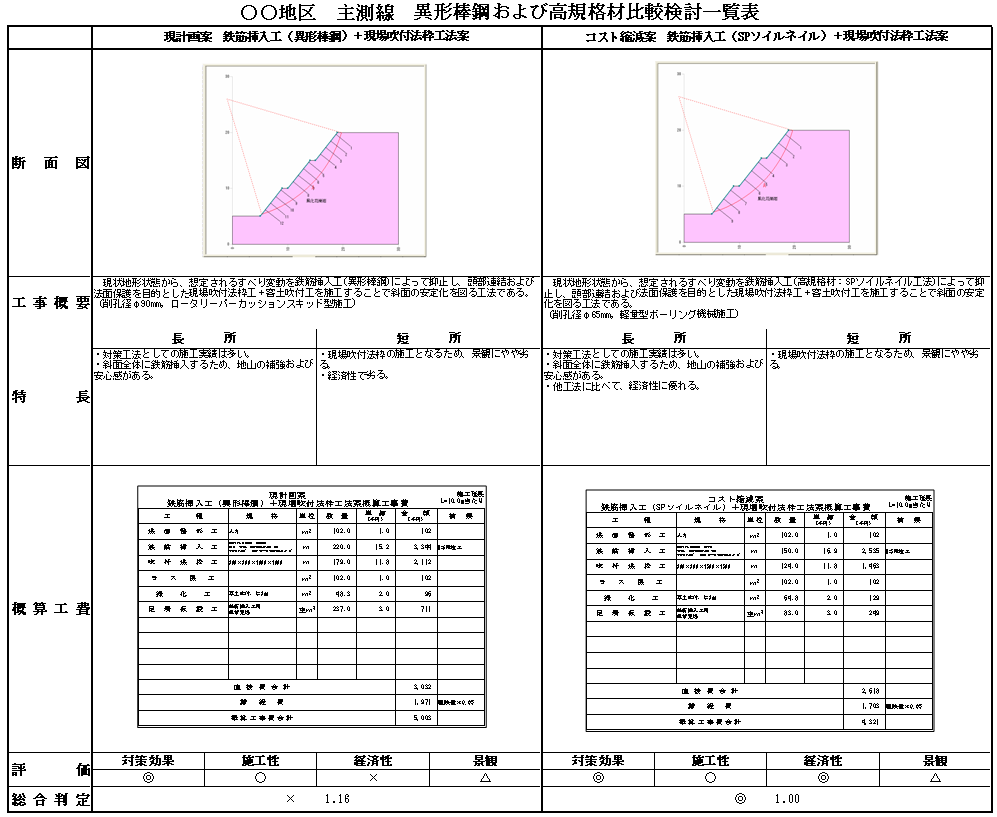 〇〇地区　主測線　異形棒鋼および高規格材比較検討一覧表
現計画案　鉄筋挿入工（異形棒鋼）＋現場吹付法枠工法案
コスト縮減案　鉄筋挿入工（SPソイルネイル）＋現場吹付法枠工法案
断面図
工事概要
現状地形状態から、想定されるすべり変動を鉄筋挿入工(異形棒鋼)によって抑止し、頭部連結および
法面保護を目的とした現場吹付法枠工＋客土吹付工を施工することで斜面の安定化を図る工法である。
(削孔径φ90mm, ロータリーパーカッションスキッド型施工)
現状地形状態から、想定されるすべり変動を鉄筋挿入工(高規格材：SPソイルネイル工法)によって抑
止し、頭部連結および法面保護を目的とした現場吹付法枠工＋客土吹付工を施工することで斜面の安定
化を図る工法である。
(削孔径φ65mm, 軽量型ボーリング機械施工)
特長
長　所
短　所
・対策工法としての施工実績は多い。
・斜面全体に鉄筋挿入するため、地山の補強および
安心感がある。
・現場吹付法枠の施工となるため、景観にやや劣
る。
・経済性で劣る。
長　所
短　所
・対策工法としての施工実績は多い。
・斜面全体に鉄筋挿入するため、地山の補強および
安心感がある。
・他工法に比べて、経済性に優れる。
・現場吹付法枠の施工となるため、景観にやや劣
る。
概算工費
現計画案
鉄筋挿入工（異形棒鋼）＋現場吹付法枠工法案概算工事費
施工延長
L=10.0m当たり
工　種　規　格　単位　数　量　単　価　金　額　摘　要
法面整形工　人力　m2　102.0　1.0　102
鉄筋挿入工　m　220.0　15.2　3,344
吹付法枠工　m　179.0　11.8　2,112
ラス張工　m2　102.0　1.0　102
緑化工　m2　48.3　2.0　96
足場仮設工　空m3　237.0　3.0　711
直接費合計　3,032
諸経費　1,971
概算工事費合計　5,003
コスト縮減案
鉄筋挿入工（SPソイルネイル）＋現場吹付法枠工法案概算工事費
施工延長
L=10.0m当たり
工　種　規　格　単位　数　量　単　価　金　額　摘　要
法面整形工　人力　m2　102.0　1.0　102
鉄筋挿入工　m　150.0　16.9　2,535
吹付法枠工　m　124.0　11.8　1,463
ラス張工　m2　102.0　1.0　102
緑化工　m2　64.8　2.0　129
足場仮設工　空m3　83.0　3.0　249
直接費合計　2,618
諸経費　1,703
概算工事費合計　4,321
評価
対策効果　施工性　経済性　景観
◎　〇　×　△
対策効果　施工性　経済性　景観
◎　〇　◎　△
総合判定
×　1.16
◎　1.00